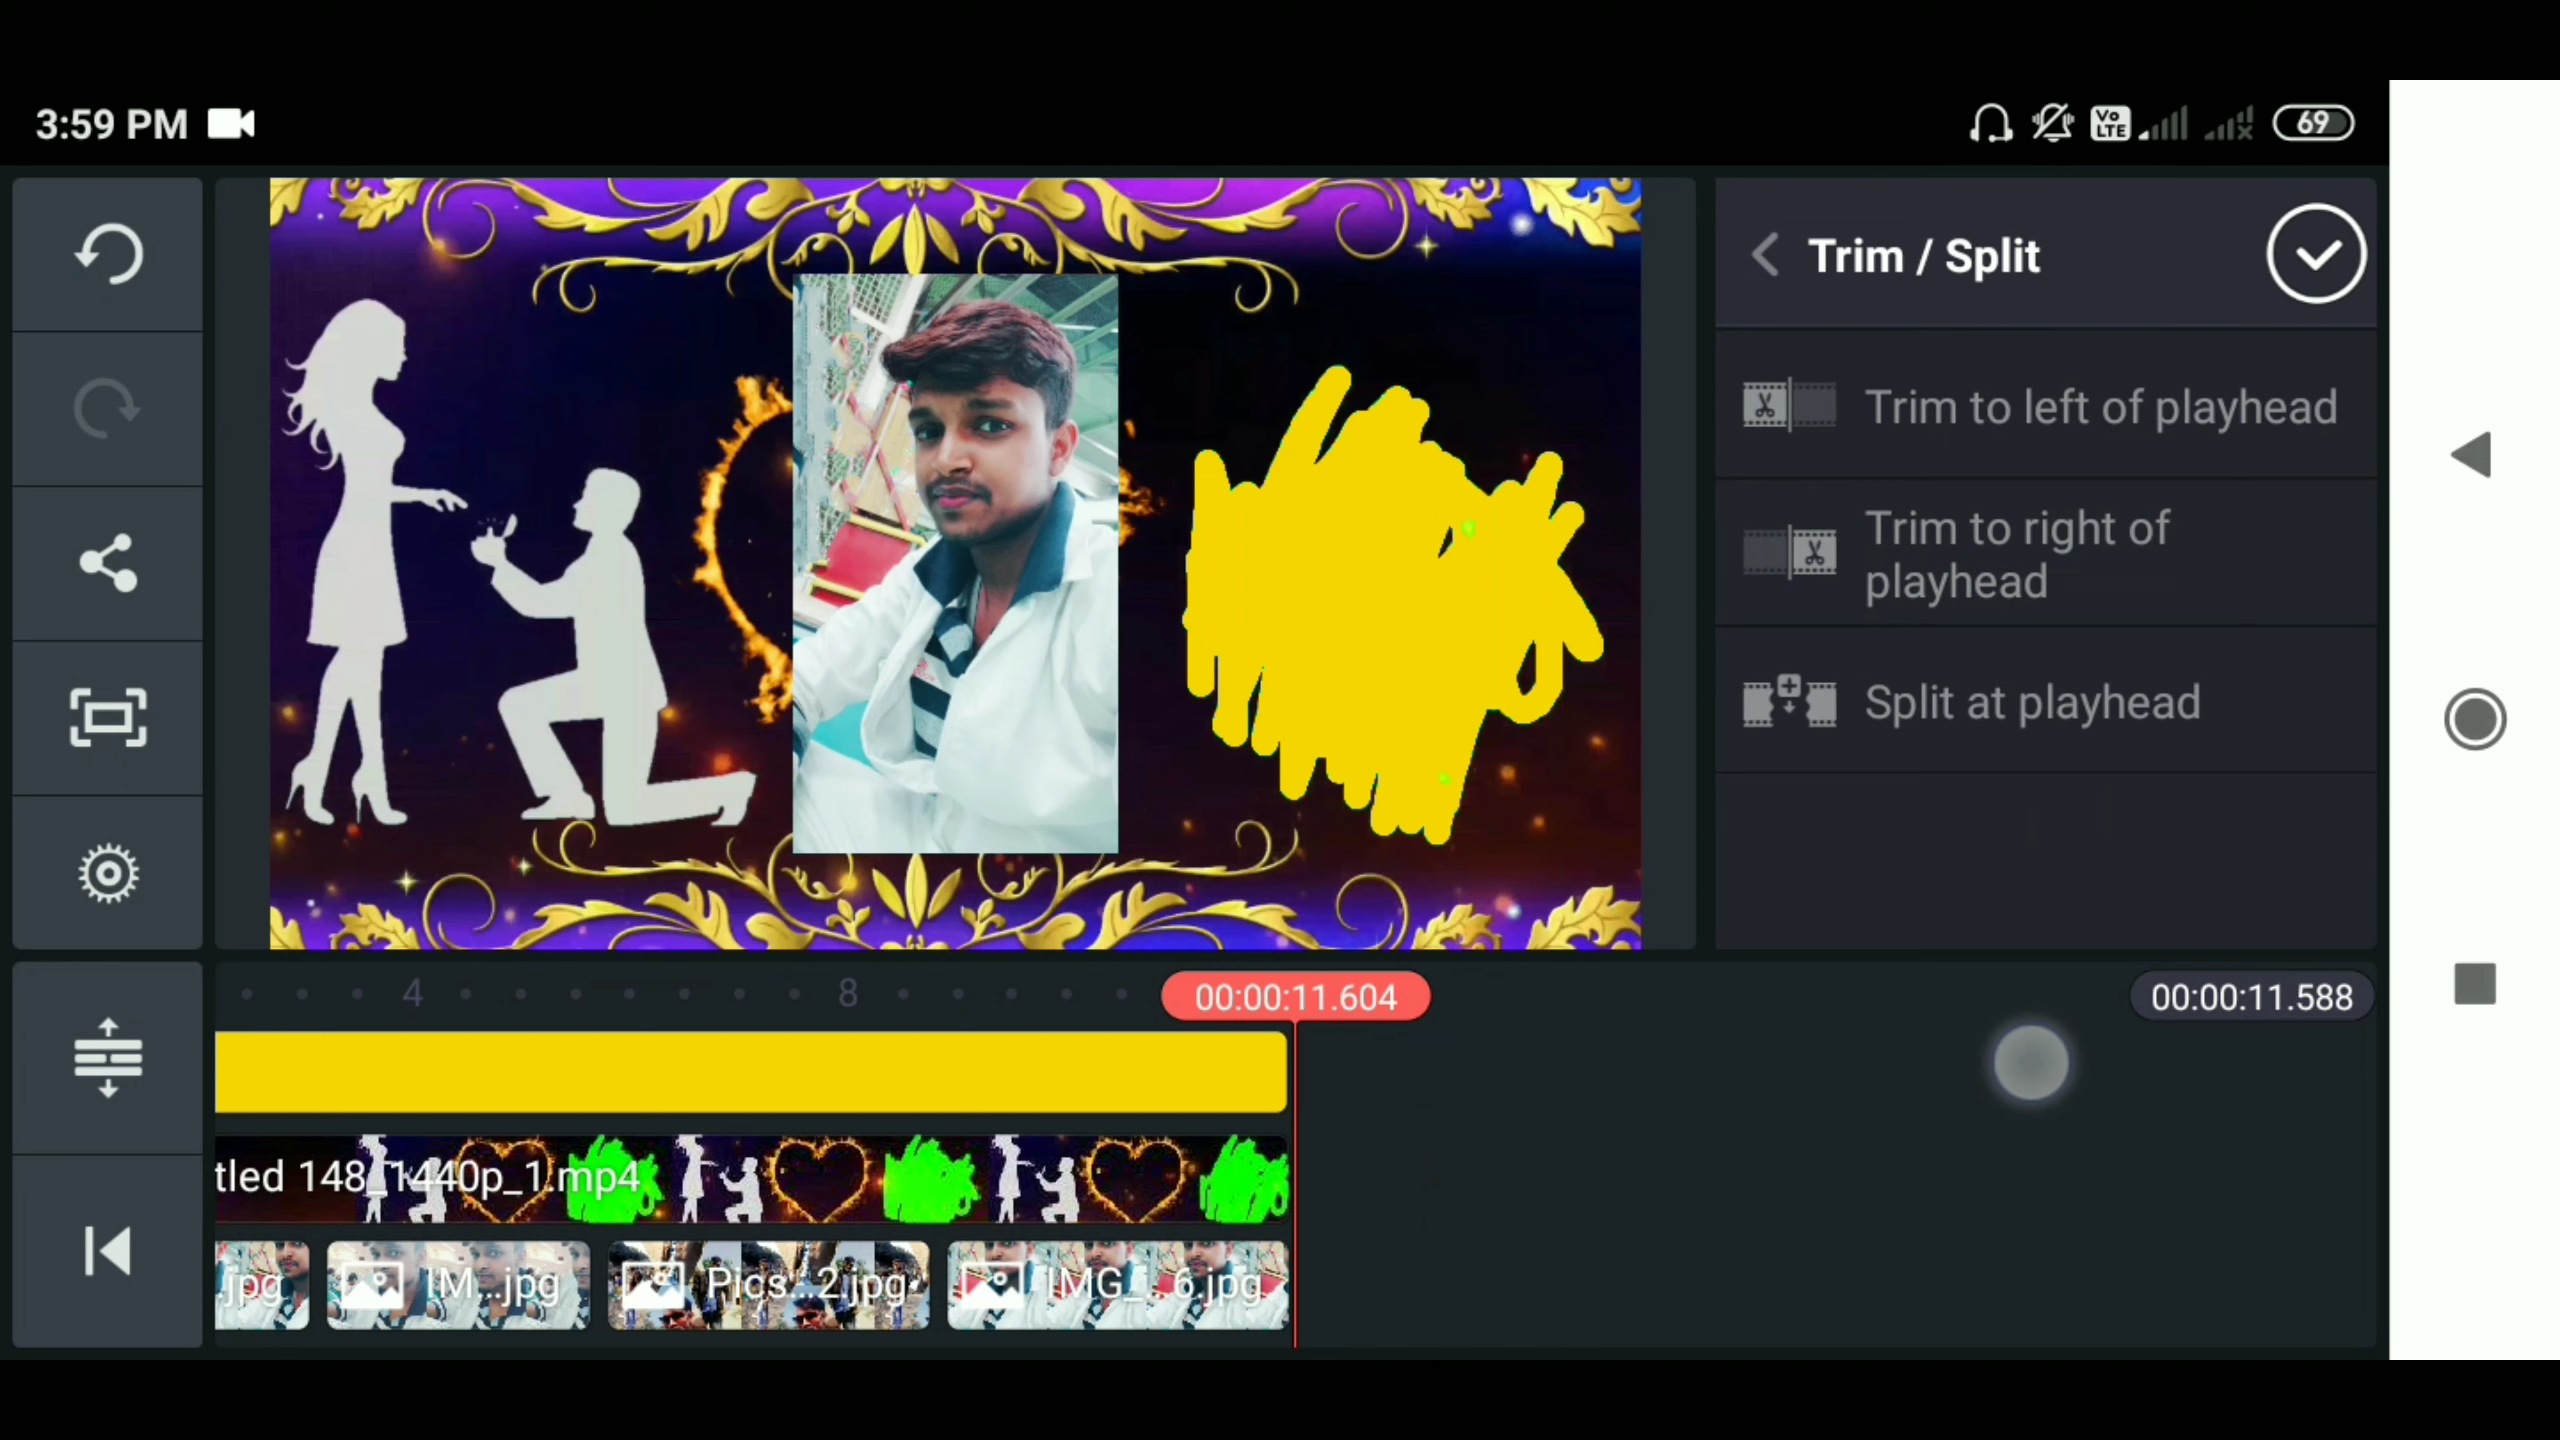 3:59 PM
Vo LTE
69
Trim / Split
Trim to left of playhead
Trim to right of
playhead
Split at playhead
4
8
00:00:11.604
00:00:11.588
tled 148_1440p_1.mp4
.jpg
IM...jpg
Pics...2.jpg
IMG_...6.jpg